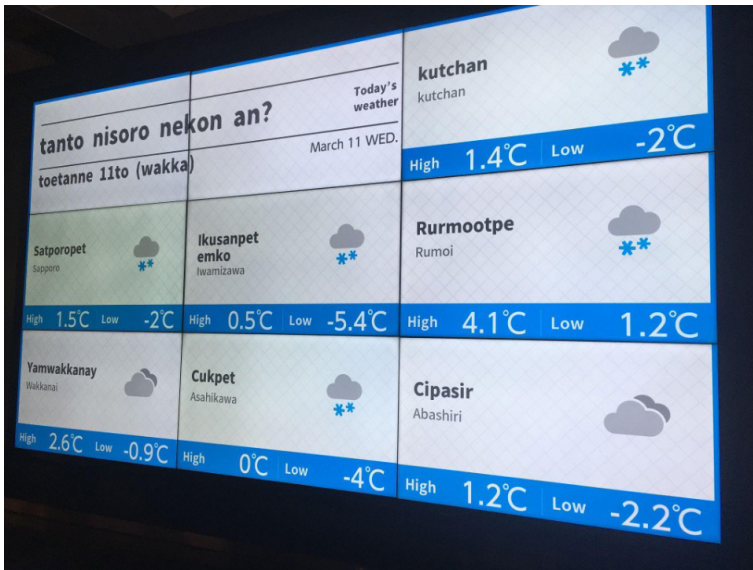 tanto nisoro nekon an?
Today's
weather
toetanne 11to (wakka)
March 11 WED.
kutchan
kutchan
High 1.4℃ Low -2℃
Satporopet
Sapporo
High 1.5℃ Low -2℃
Ikusanpet
emko
Iwamizawa
High 0.5℃ Low -5.4℃
Rurmootpe
Rumoi
High 4.1℃ Low 1.2℃
Yamwakkanay
Wakkanai
High 2.6℃ Low -0.9℃
Cukpet
Asahikawa
High 0℃ Low -4℃
Cipasir
Abashiri
High 1.2℃ Low -2.2℃